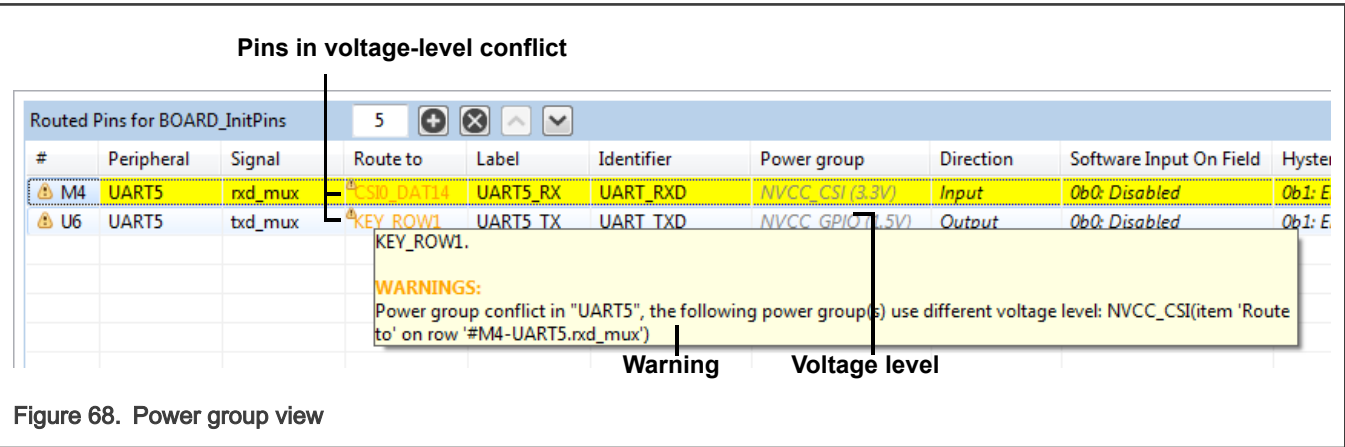 Pins in voltage-level conflict
Routed Pins for BOARD_InitPins 5
# Peripheral Signal Route to Label Identifier Power group Direction Software Input On Field Hyster
M4 UART5 rxd_mux CSI0_DAT14 UART5_RX UART_RXD NVCC_CSI (3.3V) Input 0b0: Disabled 0b1: E
U6 UART5 txd_mux KEY_ROW1 UART5_TX UART_TXD NVCC_GPIO (1.5V) Output 0b0: Disabled 0b1: E
KEY_ROW1.
WARNINGS:
Power group conflict in "UART5", the following power group(s) use different voltage level: NVCC_CSI(item 'Route
to' on row '#M4-UART5.rxd_mux')
Warning Voltage level
Figure 68. Power group view